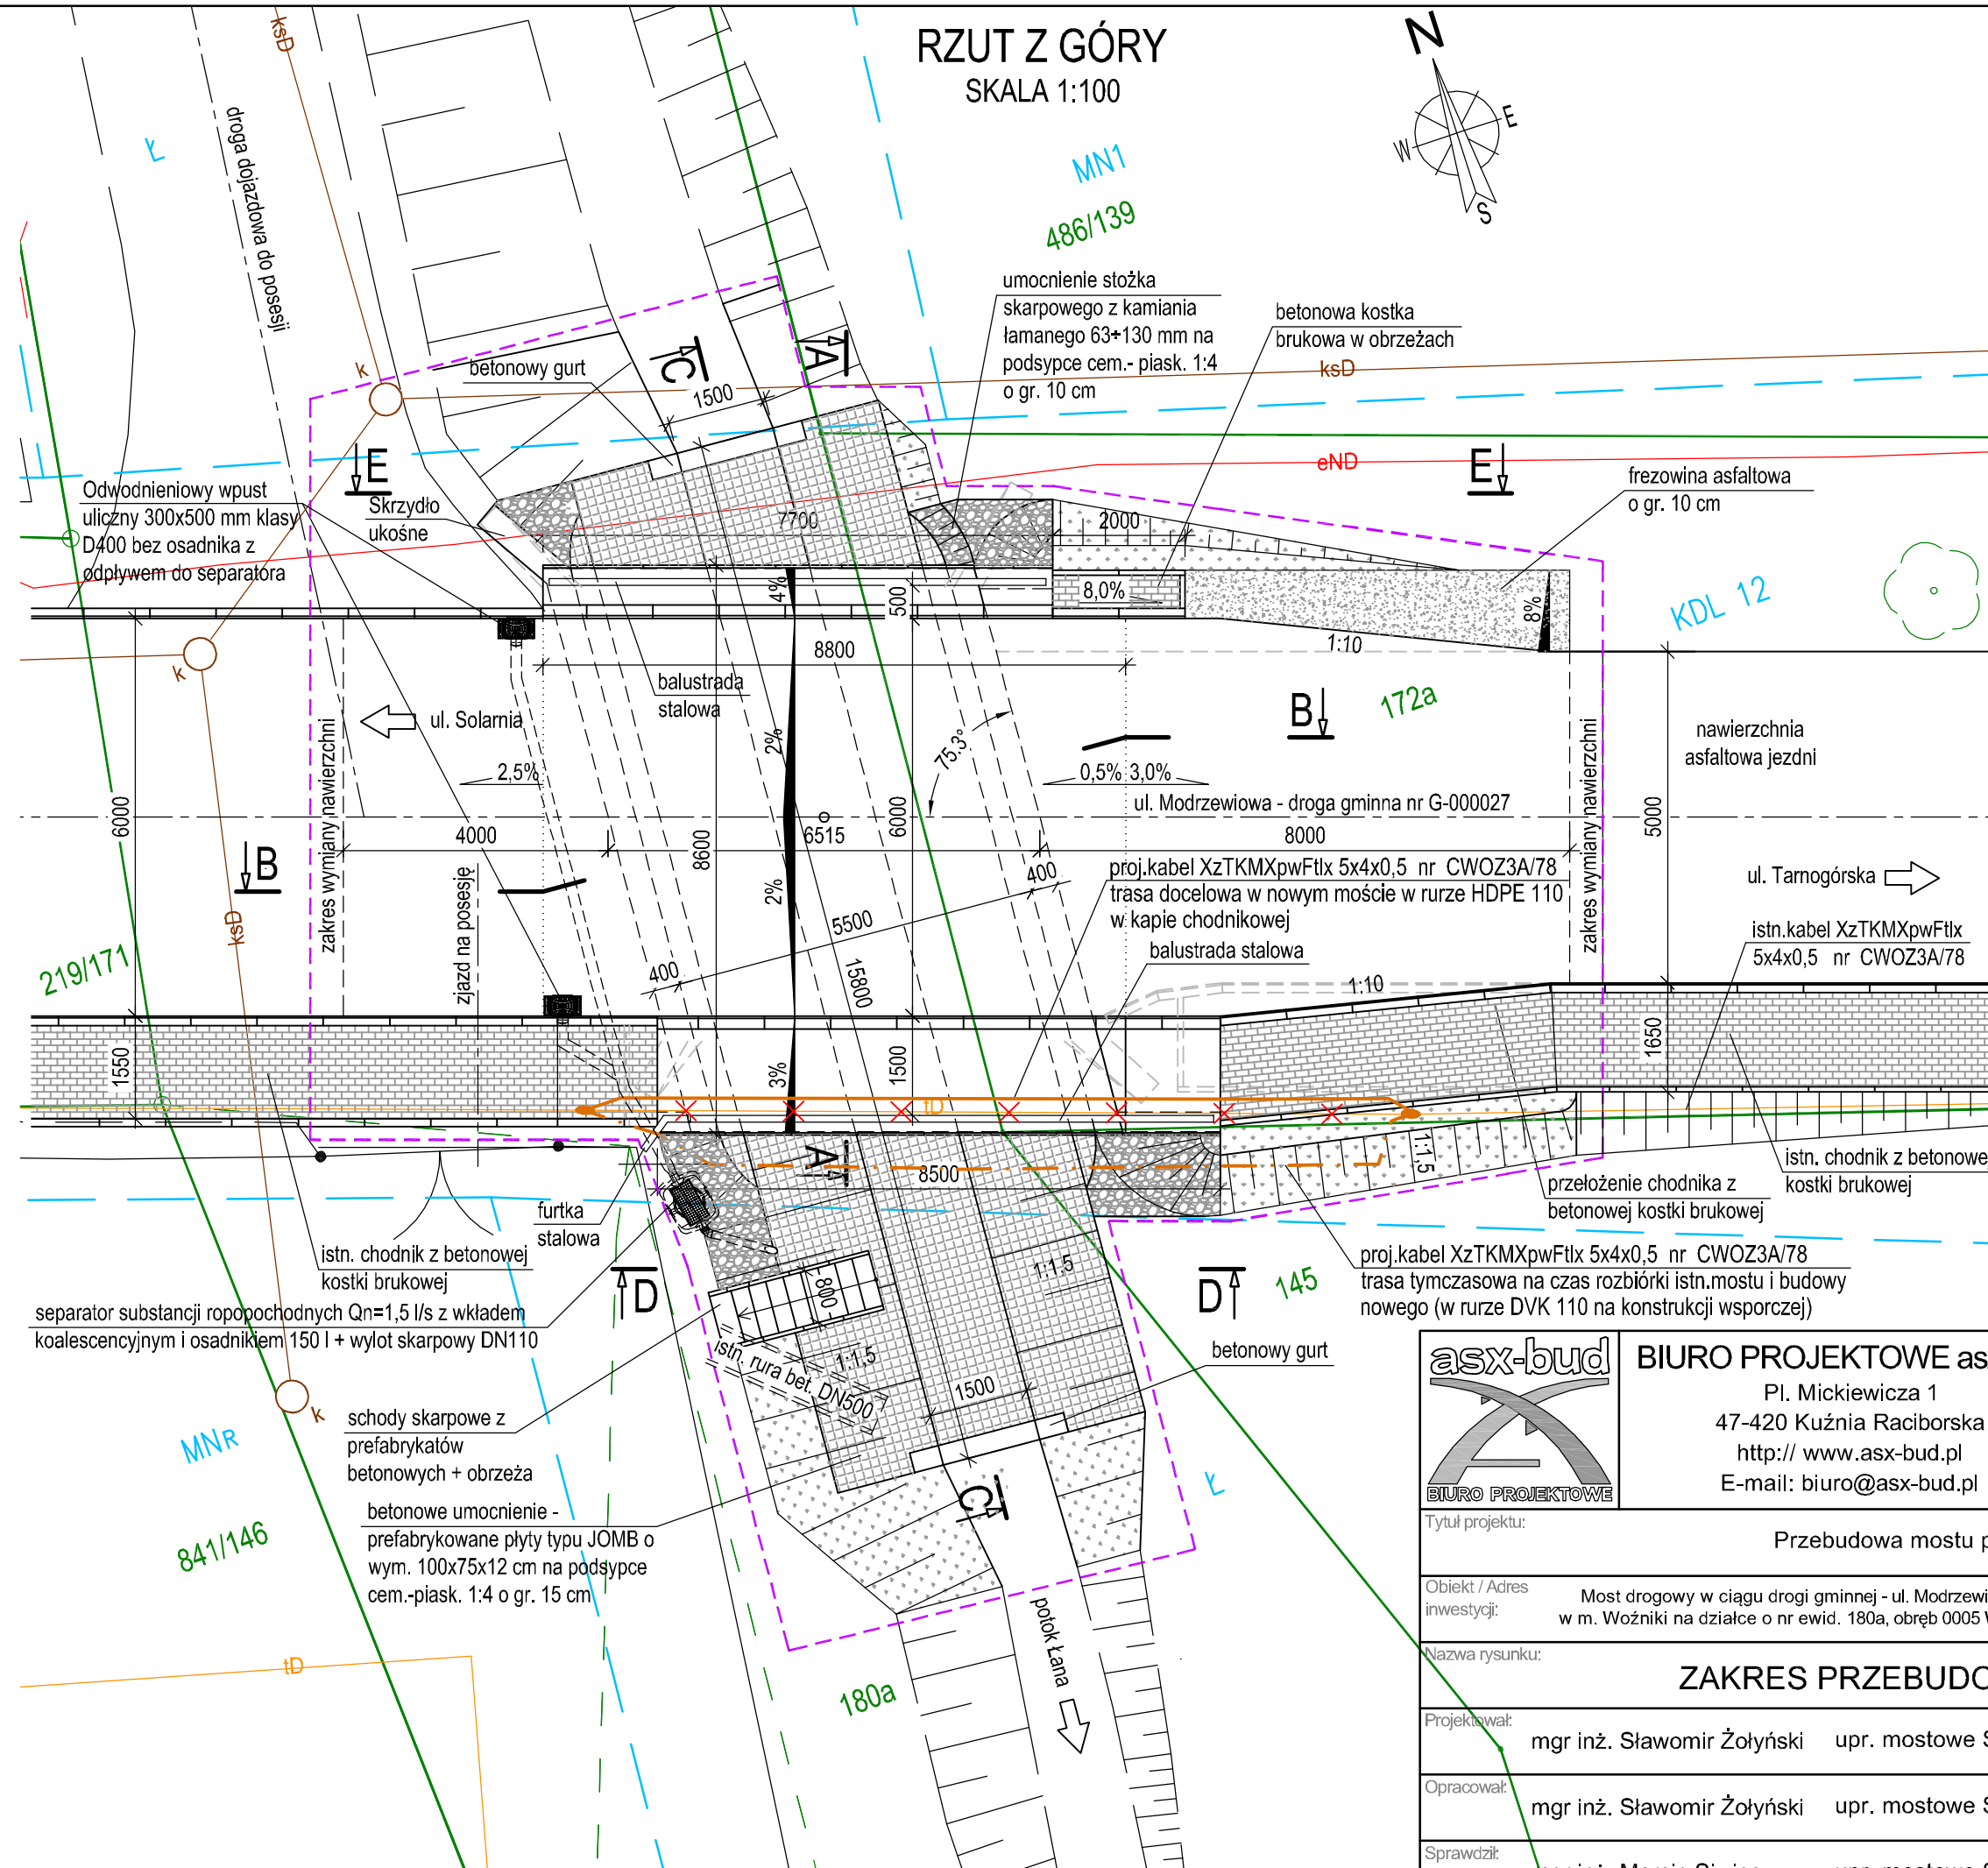 RZUT Z GÓRY
SKALA 1:100
N
E
W
S
ksD
Ł
droga dojazdowa do posesji
MN1
486/139
umocnienie stożka
skarpowego z kamiania
łamanego 63÷130 mm na
podsypce cem.- piask. 1:4
o gr. 10 cm
betonowa kostka
brukowa w obrzeżach
ksD
k
betonowy gurt
C
A
1500
E
E
eND
frezowina asfaltowa
o gr. 10 cm
Odwodnieniowy wpust
uliczny 300x500 mm klasy
D400 bez osadnika z
odpływem do separatora
Skrzydło
ukośne
7700
2000
4%
500
8,0%
8%
KDL 12
1:10
k
8800
balustrada
stalowa
ul. Solarnia
zakres wymiany nawierzchni
2%
75.3°
B
172a
nawierzchnia
asfaltowa jezdni
zakres wymiany nawierzchni
2,5%
0,5% 3,0%
ul. Modrzewiowa - droga gminna nr G-000027
6000
4000
8600
6515
6000
8000
5000
B
zjazd na posesję
2%
400
proj.kabel XzTKMXpwFtlx 5x4x0,5 nr CWOZ3A/78
trasa docelowa w nowym moście w rurze HDPE 110
w kapie chodnikowej
ul. Tarnogórska
ksD
5500
balustrada stalowa
istn.kabel XzTKMXpwFtlx
5x4x0,5 nr CWOZ3A/78
219/171
400
15800
1:10
1550
3%
1500
1650
tD
A
8500
1:1,5
istn. chodnik z betonowe
kostki brukowej
przełożenie chodnika z
betonowej kostki brukowej
furtka
stalowa
istn. chodnik z betonowej
kostki brukowej
D
D
145
1:1,5
800
proj.kabel XzTKMXpwFtlx 5x4x0,5 nr CWOZ3A/78
trasa tymczasowa na czas rozbiórki istn.mostu i budowy
nowego (w rurze DVK 110 na konstrukcji wsporczej)
separator substancji ropopochodnych Qn=1,5 l/s z wkładem
koalescencyjnym i osadnikiem 150 l + wylot skarpowy DN110
istn. rura bet. DN500
1:1,5
1500
betonowy gurt
k
MNR
schody skarpowe z
prefabrykatów
betonowych + obrzeża
C
Ł
betonowe umocnienie -
prefabrykowane płyty typu JOMB o
wym. 100x75x12 cm na podsypce
cem.-piask. 1:4 o gr. 15 cm
841/146
tD
potok Łana
180a
asx-bud
BIURO PROJEKTOWE
BIURO PROJEKTOWE as
Pl. Mickiewicza 1
47-420 Kuźnia Raciborska
http:// www.asx-bud.pl
E-mail: biuro@asx-bud.pl
Tytuł projektu:
Przebudowa mostu p
Obiekt / Adres
inwestycji:
Most drogowy w ciągu drogi gminnej - ul. Modrzewi
w m. Woźniki na działce o nr ewid. 180a, obręb 0005 W
Nazwa rysunku:
ZAKRES PRZEBUDO
Projektował:
mgr inż. Sławomir Żołyński upr. mostowe S
Opracował:
mgr inż. Sławomir Żołyński upr. mostowe S
Sprawdził: